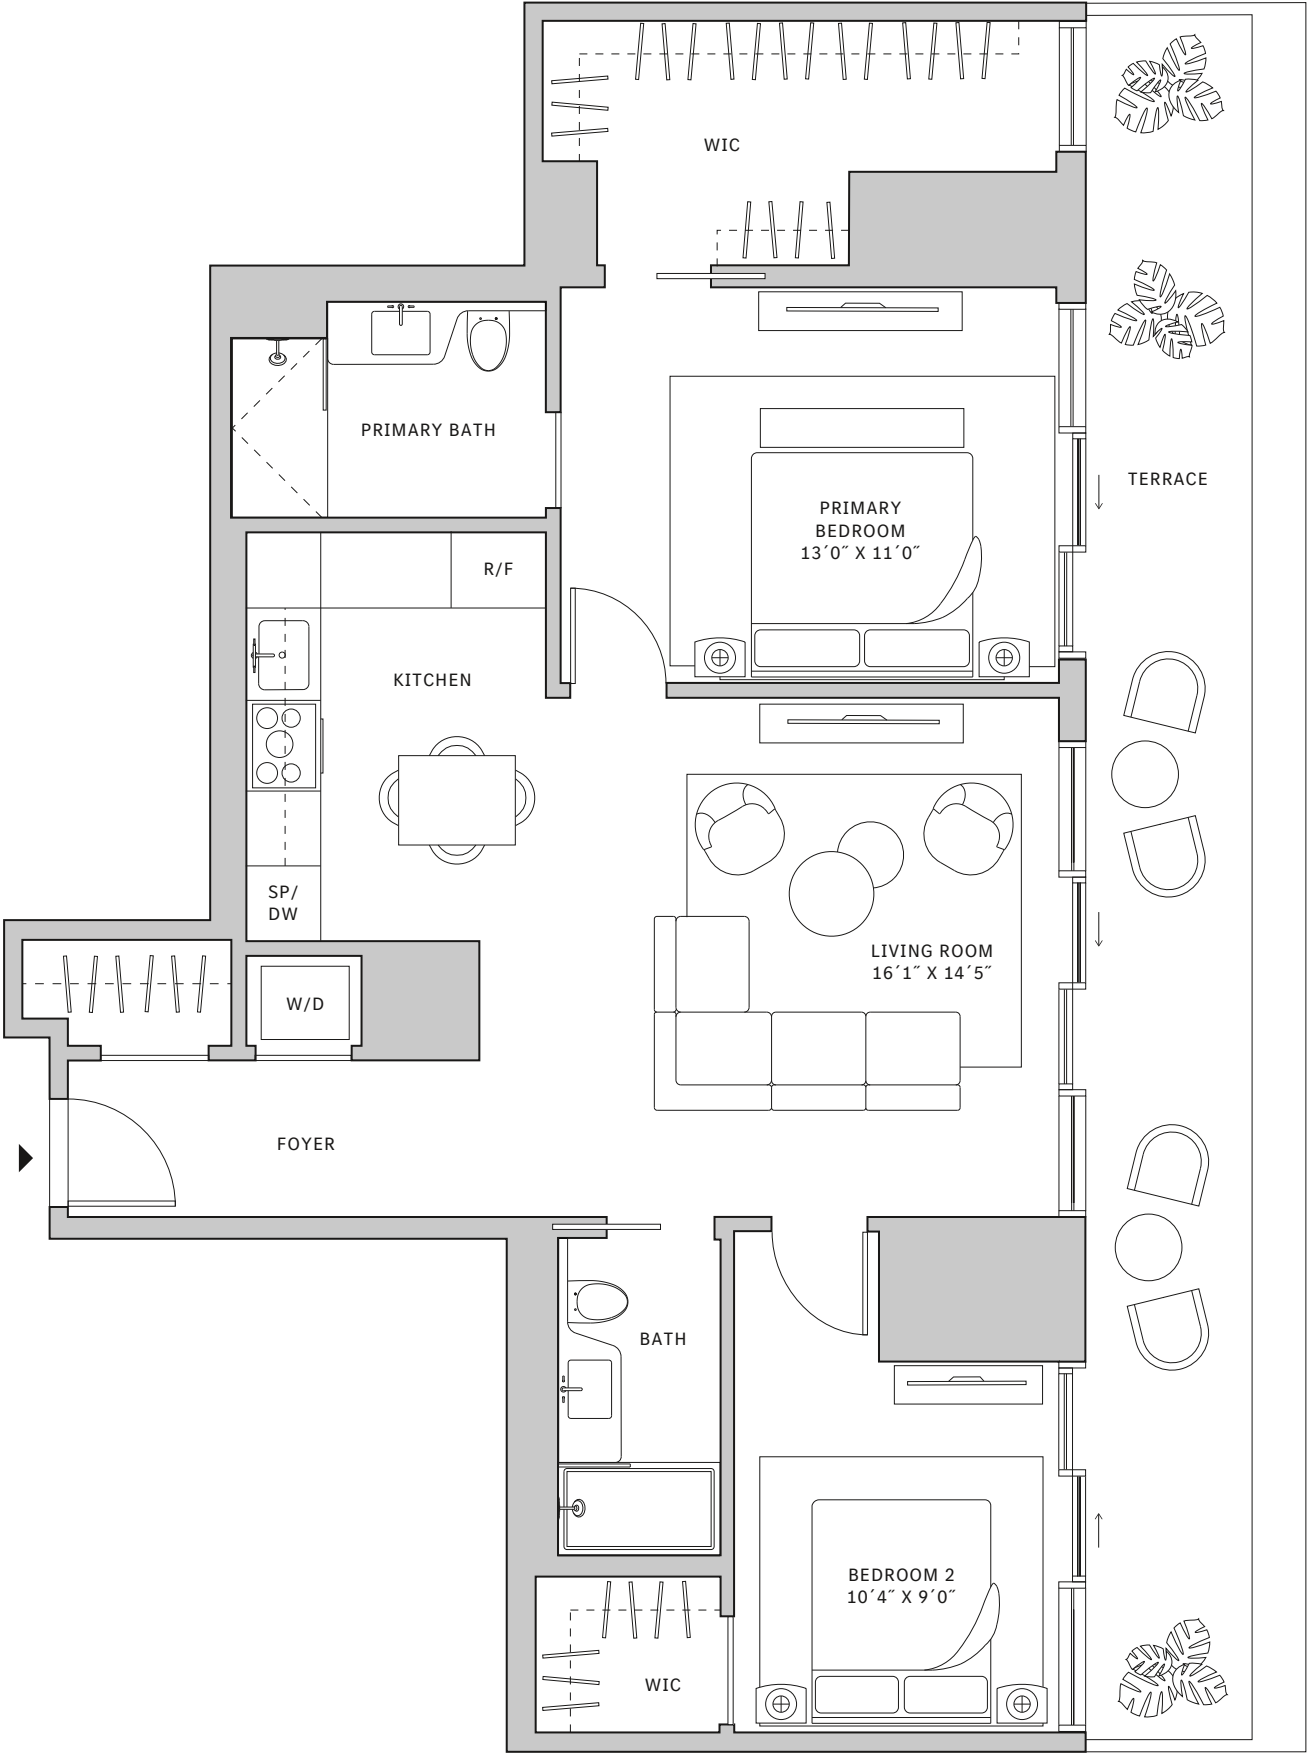 WIC
PRIMARY BATH
TERRACE
PRIMARY
BEDROOM
13´0˝ X 11´0˝
R/F
KITCHEN
SP/
DW
LIVING ROOM
16´1˝ X 14´5˝
W/D
FOYER
BATH
BEDROOM 2
10´4˝ X 9´0˝
WIC